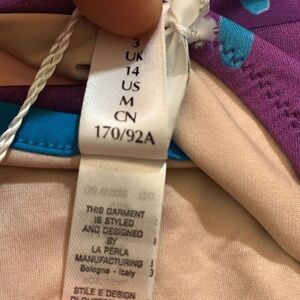 3
UK
14
US
M
CN
170/92A
THIS GARMENT
IS STYLED
AND DESIGNED
BY
LA PERLA
MANUFACTURING
Bologna - Italy
STILE E DESIGN